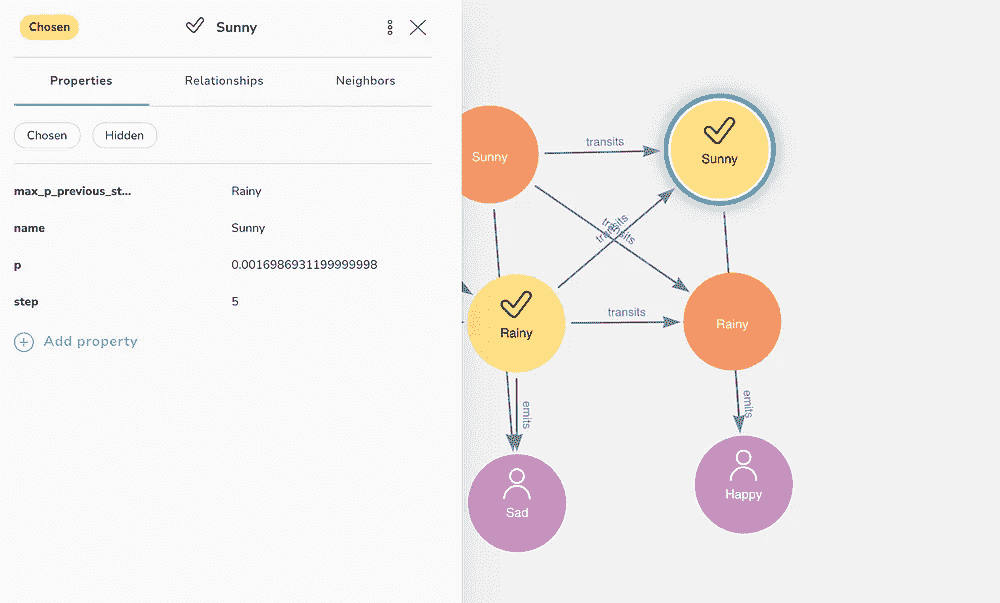 Chosen
Sunny
Properties
Relationships
Neighbors
Chosen
Hidden
max_p_previous_st...
Rainy
name
Sunny
p
0.0016986931199999998
step
5
Add property
Sunny
transits
Sunny
transits
transits
Rainy
transits
Rainy
emits
emits
Sad
Happy